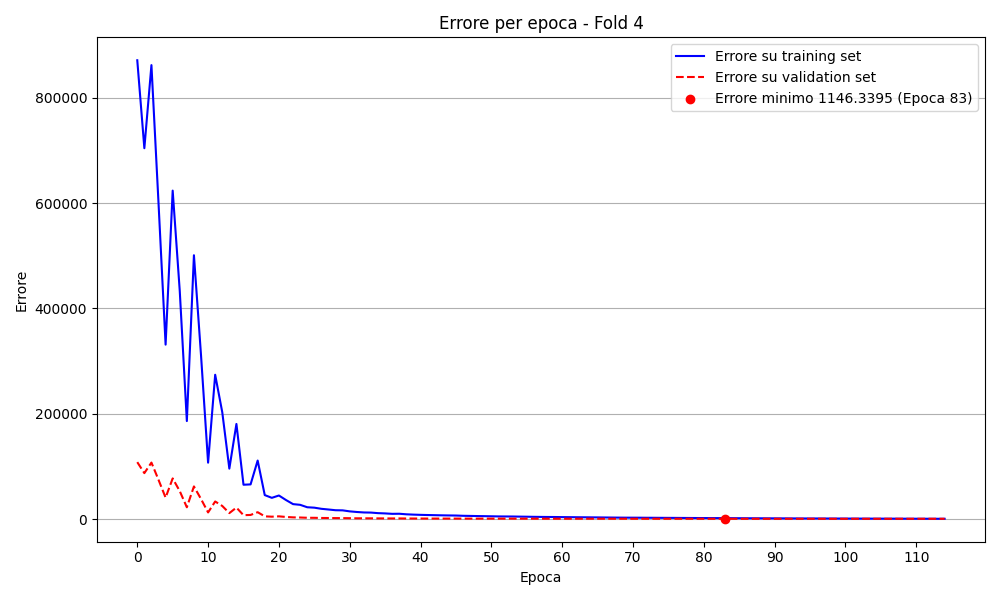 Errore per epoca - Fold 4
Errore su training set
Errore su validation set
Errore minimo 1146.3395 (Epoca 83)
800000
600000
400000
200000
0
Errore
0 10 20 30 40 50 60 70 80 90 100 110
Epoca